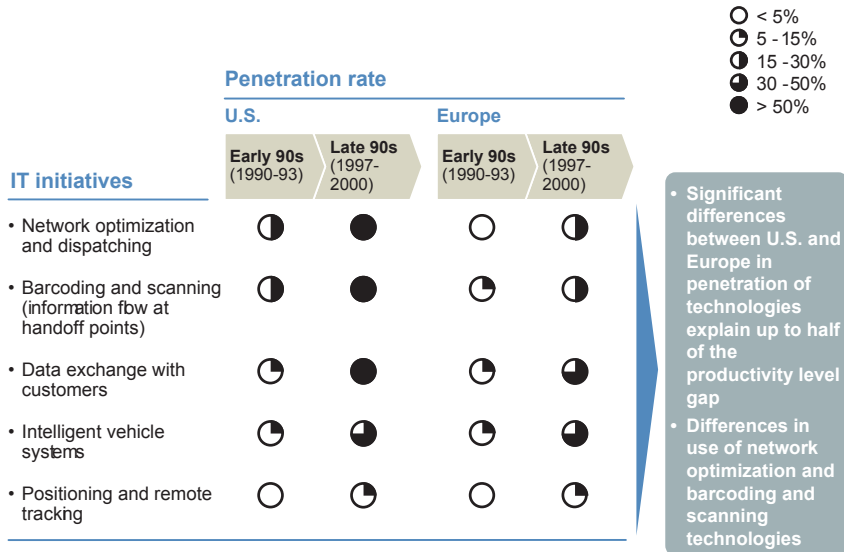 < 5%
5 - 15%
15 - 30%
30 - 50%
> 50%
Penetration rate
U.S.
Europe
Early 90s
(1990-93)
Late 90s
(1997-
2000)
Early 90s
(1990-93)
Late 90s
(1997-
2000)
IT initiatives
• Network optimization
and dispatching
• Barcoding and scanning
(information flow at
handoff points)
• Data exchange with
customers
• Intelligent vehicle
systems
• Positioning and remote
tracking
• Significant
differences
between U.S. and
Europe in
penetration of
technologies
explain up to half
of the
productivity level
gap
• Differences in
use of network
optimization and
barcoding and
scanning
technologies